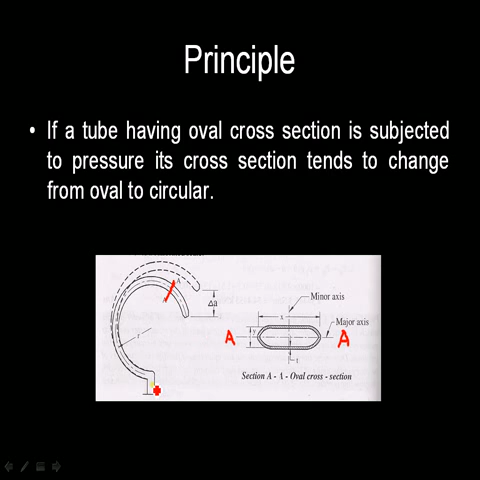 Principle
• If a tube having oval cross section is subjected
to pressure its cross section tends to change
from oval to circular.
A
Δa
A
r
Minor axis
x
Major axis
A
y
A
t
Section A - A - Oval cross - section